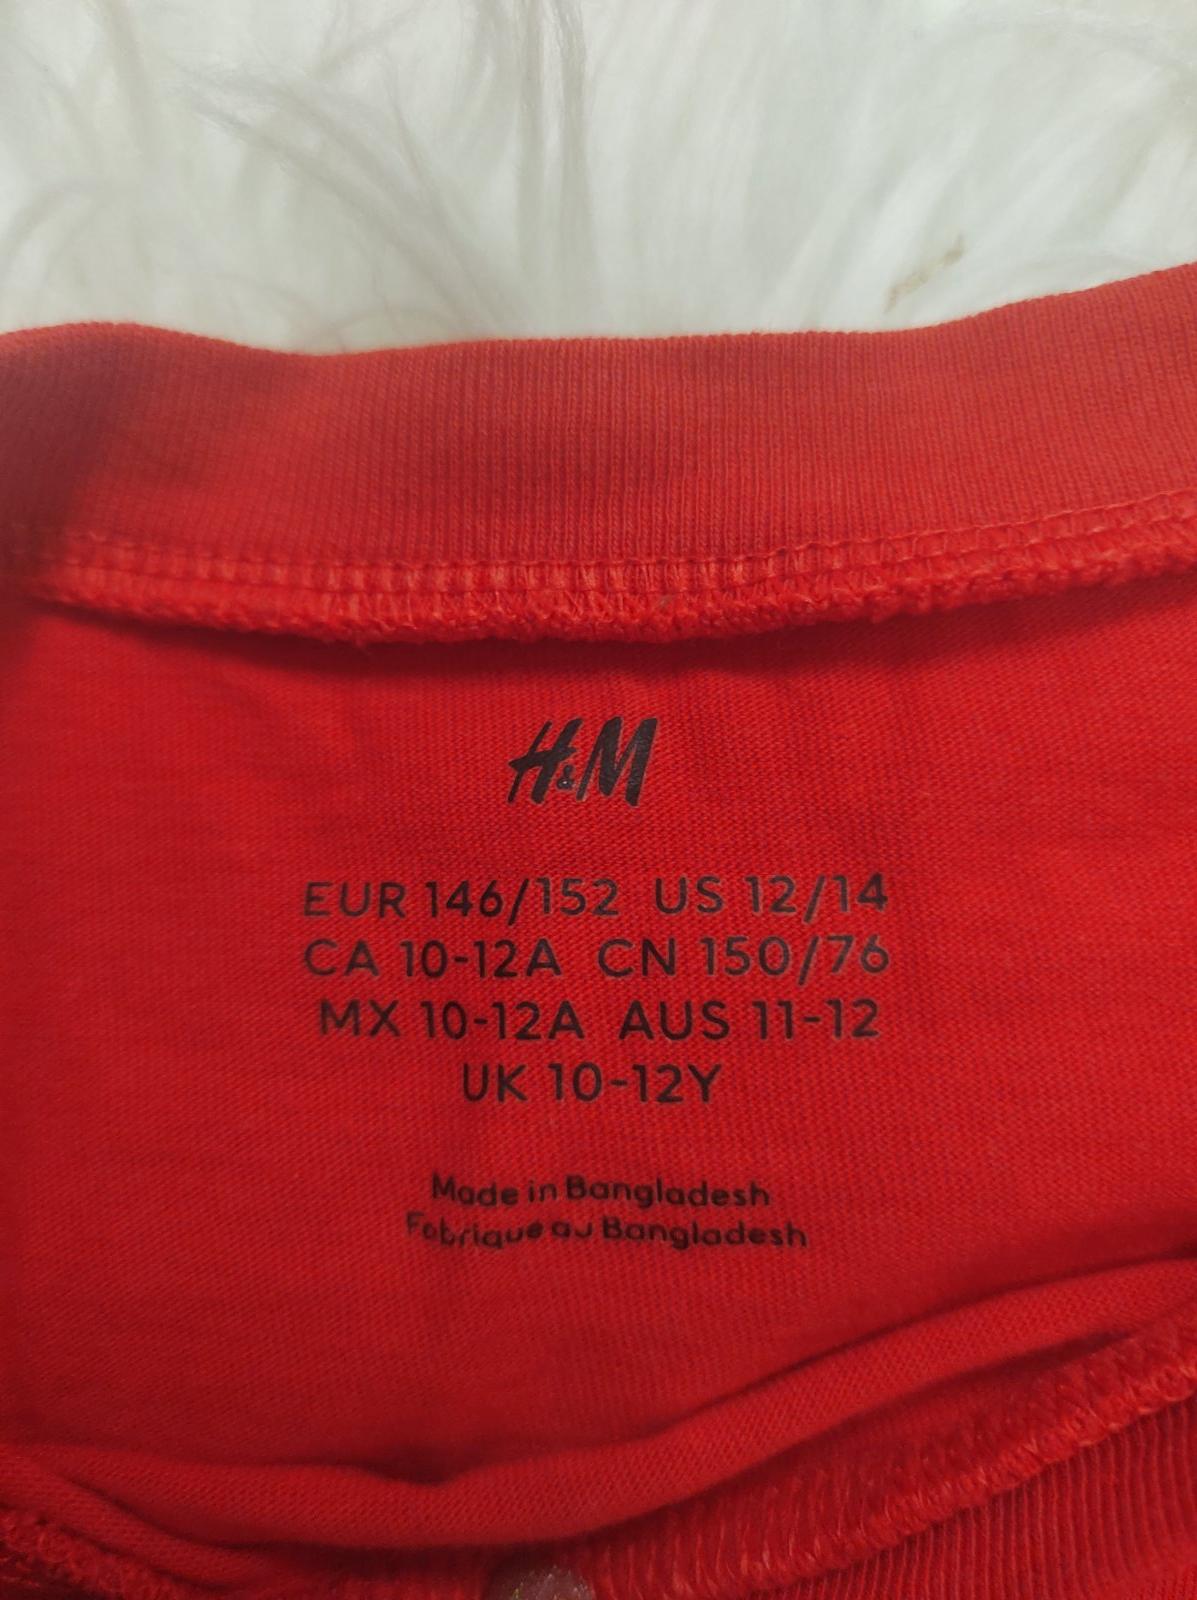 H&M
EUR 146/152 US 12/14
CA 10-12A CN 150/76
MX 10-12A AUS 11-12
UK 10-12Y
Made in Bangladesh
Fabrique au Bangladesh